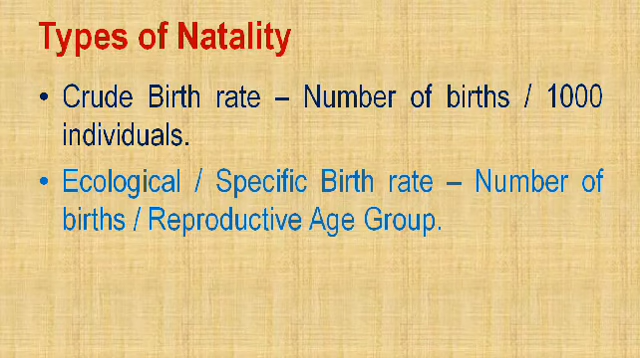 Types of Natality
• Crude Birth rate – Number of births / 1000
individuals.
• Ecological / Specific Birth rate – Number of
births / Reproductive Age Group.